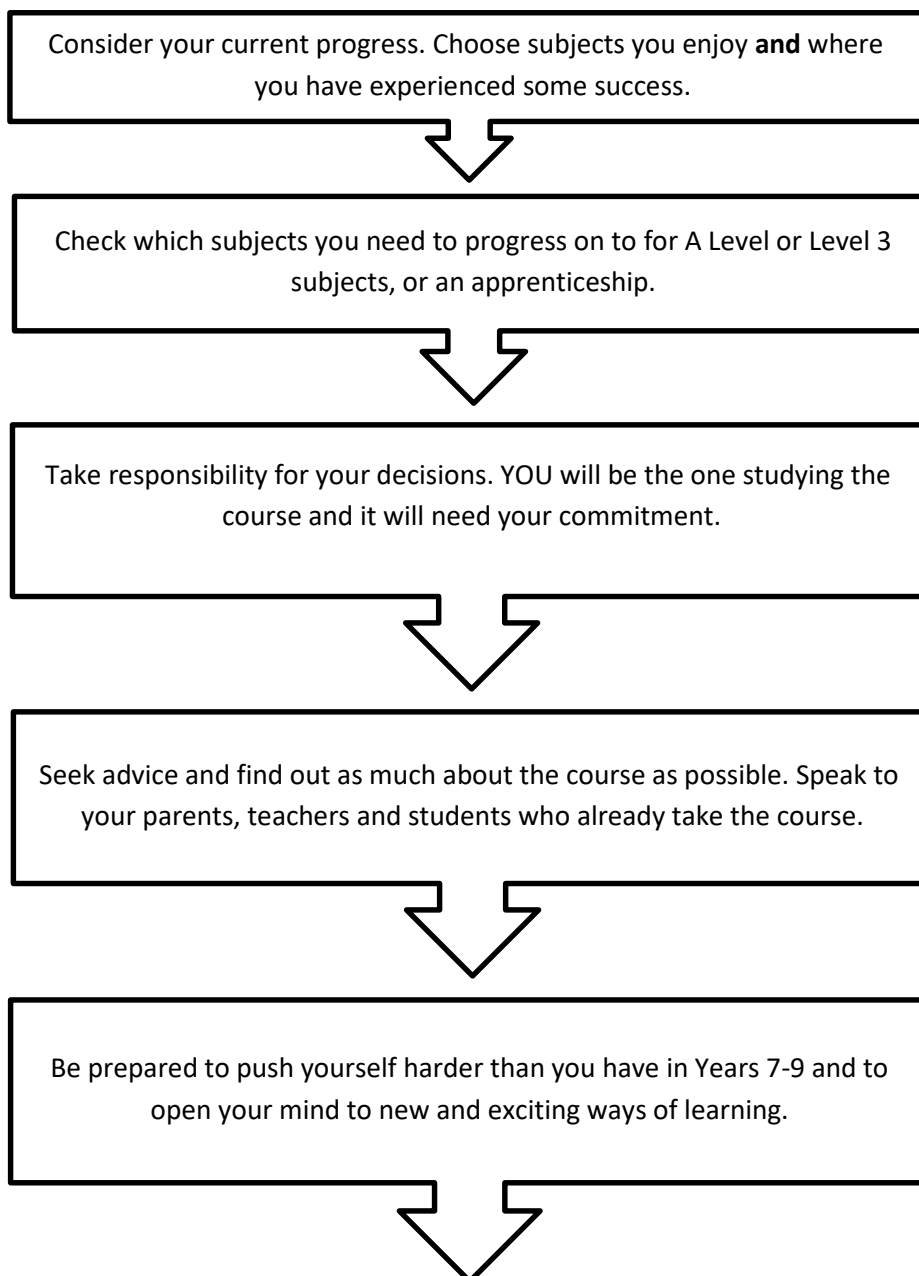 Consider your current progress. Choose subjects you enjoy and where
you have experienced some success.
Check which subjects you need to progress on to for A Level or Level 3
subjects, or an apprenticeship.
Take responsibility for your decisions. YOU will be the one studying the
course and it will need your commitment.
Seek advice and find out as much about the course as possible. Speak to
your parents, teachers and students who already take the course.
Be prepared to push yourself harder than you have in Years 7-9 and to
open your mind to new and exciting ways of learning.